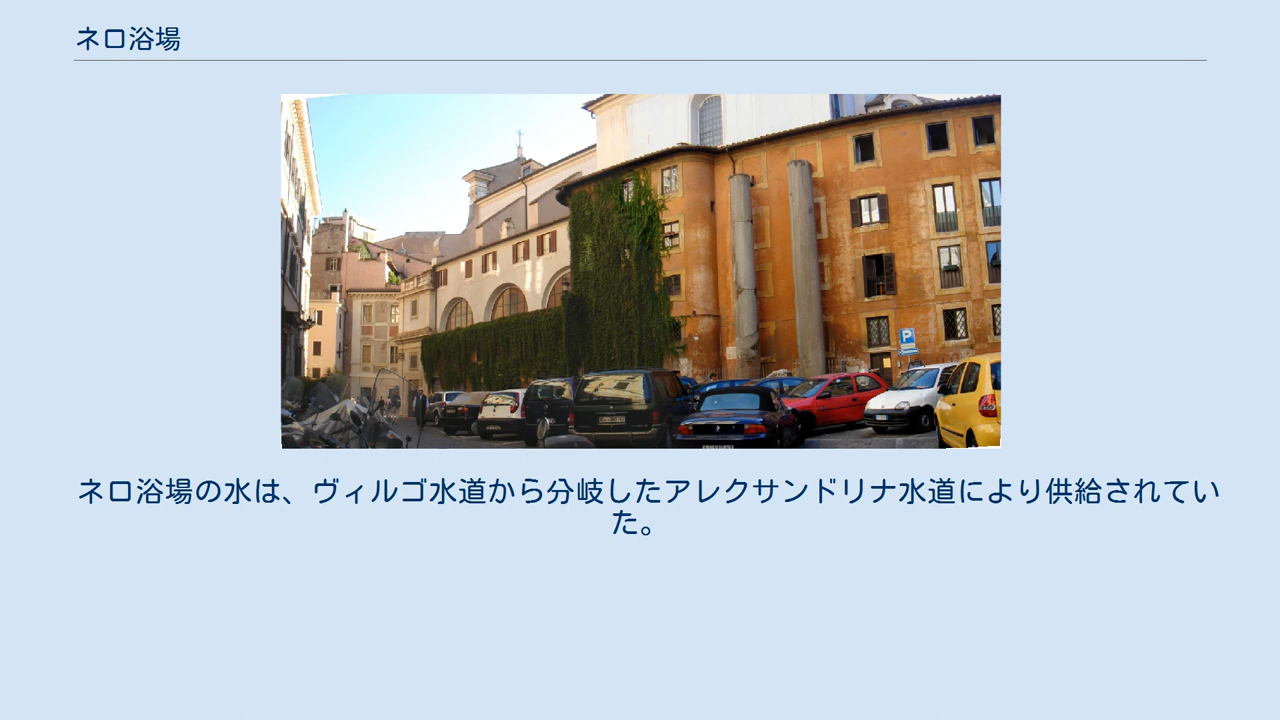 ネロ浴場
P
ネロ浴場の水は、ヴィルゴ水道から分岐したアレクサンドリナ水道により供給されてい
た。